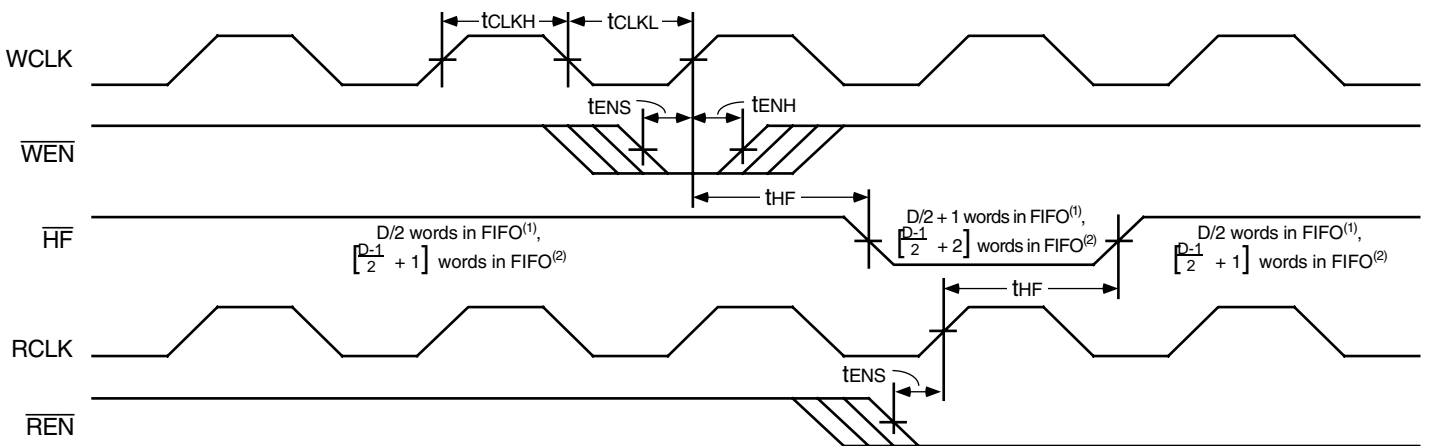 tCLKH
tCLKL
WCLK
tENS
tENH
WEN
tHF
HF
D/2 words in FIFO(1),
[D-1/2 + 1] words in FIFO(2)
D/2 + 1 words in FIFO(1),
[D-1/2 + 2] words in FIFO(2)
D/2 words in FIFO(1),
[D-1/2 + 1] words in FIFO(2)
tHF
RCLK
tENS
REN